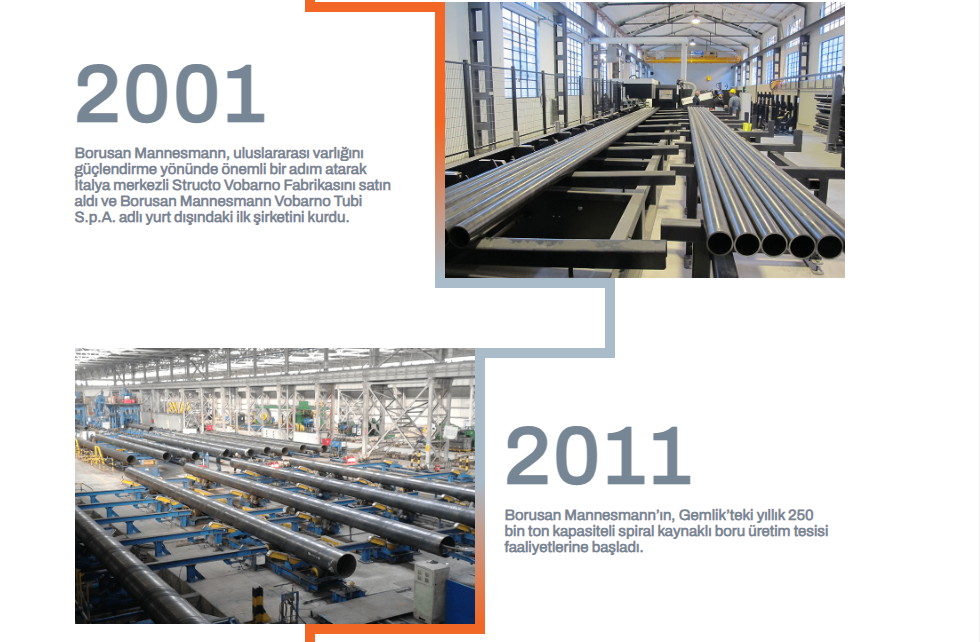 2001
Borusan Mannesmann, uluslararası varlığını
güçlendirme yönünde önemli bir adım atarak
İtalya merkezli Structo Vobarno Fabrikasını satın
aldı ve Borusan Mannesmann Vobarno Tubi
S.p.A. adlı yurt dışındaki ilk şirketini kurdu.
2011
Borusan Mannesmann’ın, Gemlik’teki yıllık 250
bin ton kapasiteli spiral kaynaklı boru üretim tesisi
faaliyetlerine başladı.